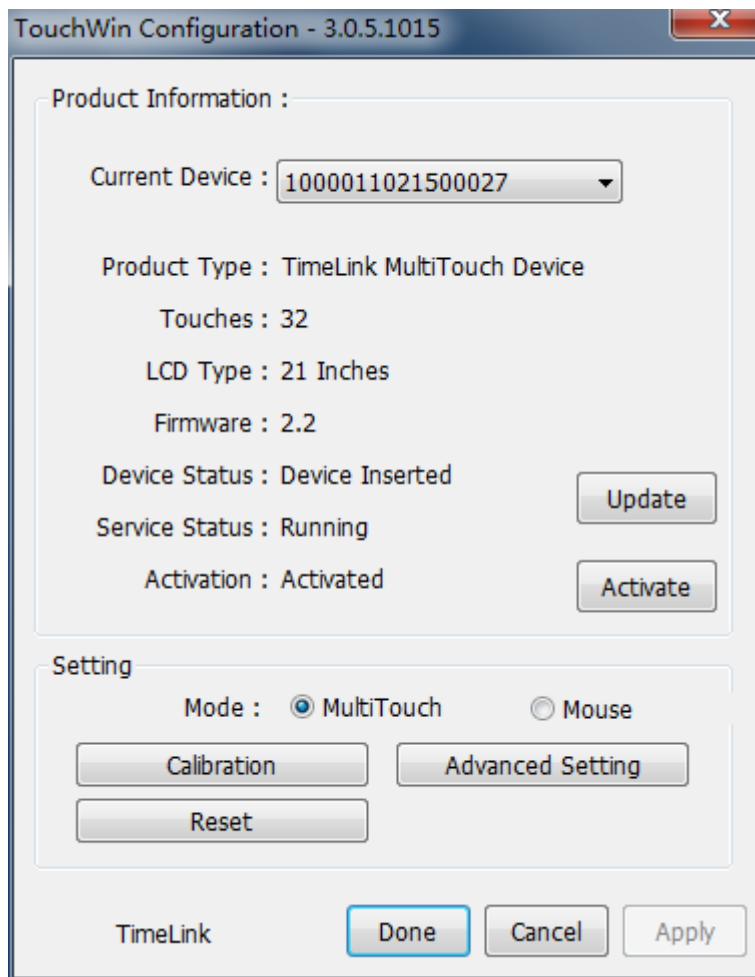 TouchWin Configuration - 3.0.5.1015
Product Information :
Current Device : 1000011021500027
Product Type : TimeLink MultiTouch Device
Touches : 32
LCD Type : 21 Inches
Firmware : 2.2
Device Status : Device Inserted
Update
Service Status : Running
Activation : Activated
Activate
Setting
Mode : MultiTouch Mouse
Calibration Advanced Setting
Reset
TimeLink Done Cancel Apply